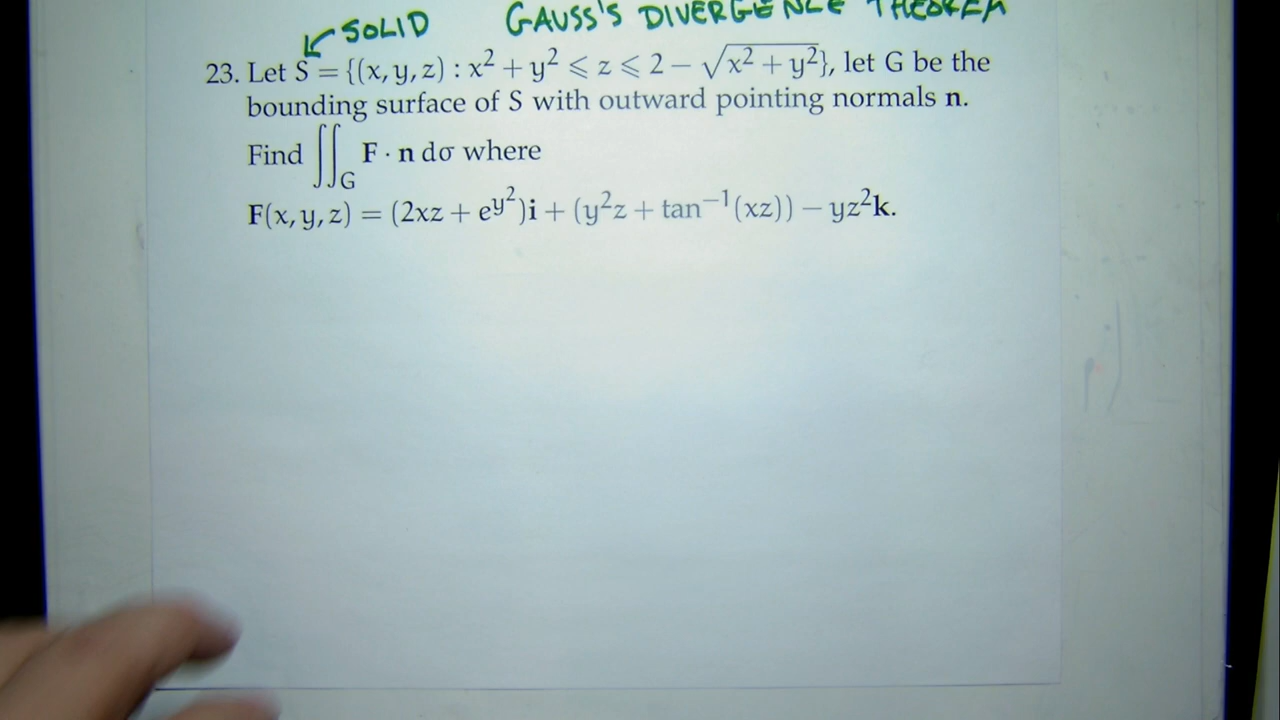 SOLID GAUSS'S DIVERGENCE THEOREM
23. Let S = {(x, y, z) : x² + y² ⩽ z ⩽ 2 − √(x² + y²)}, let G be the
bounding surface of S with outward pointing normals n.
Find ∬_G F · n dσ where
F(x, y, z) = (2xz + e^{y²})i + (y²z + tan⁻¹(xz)) − yz²k.